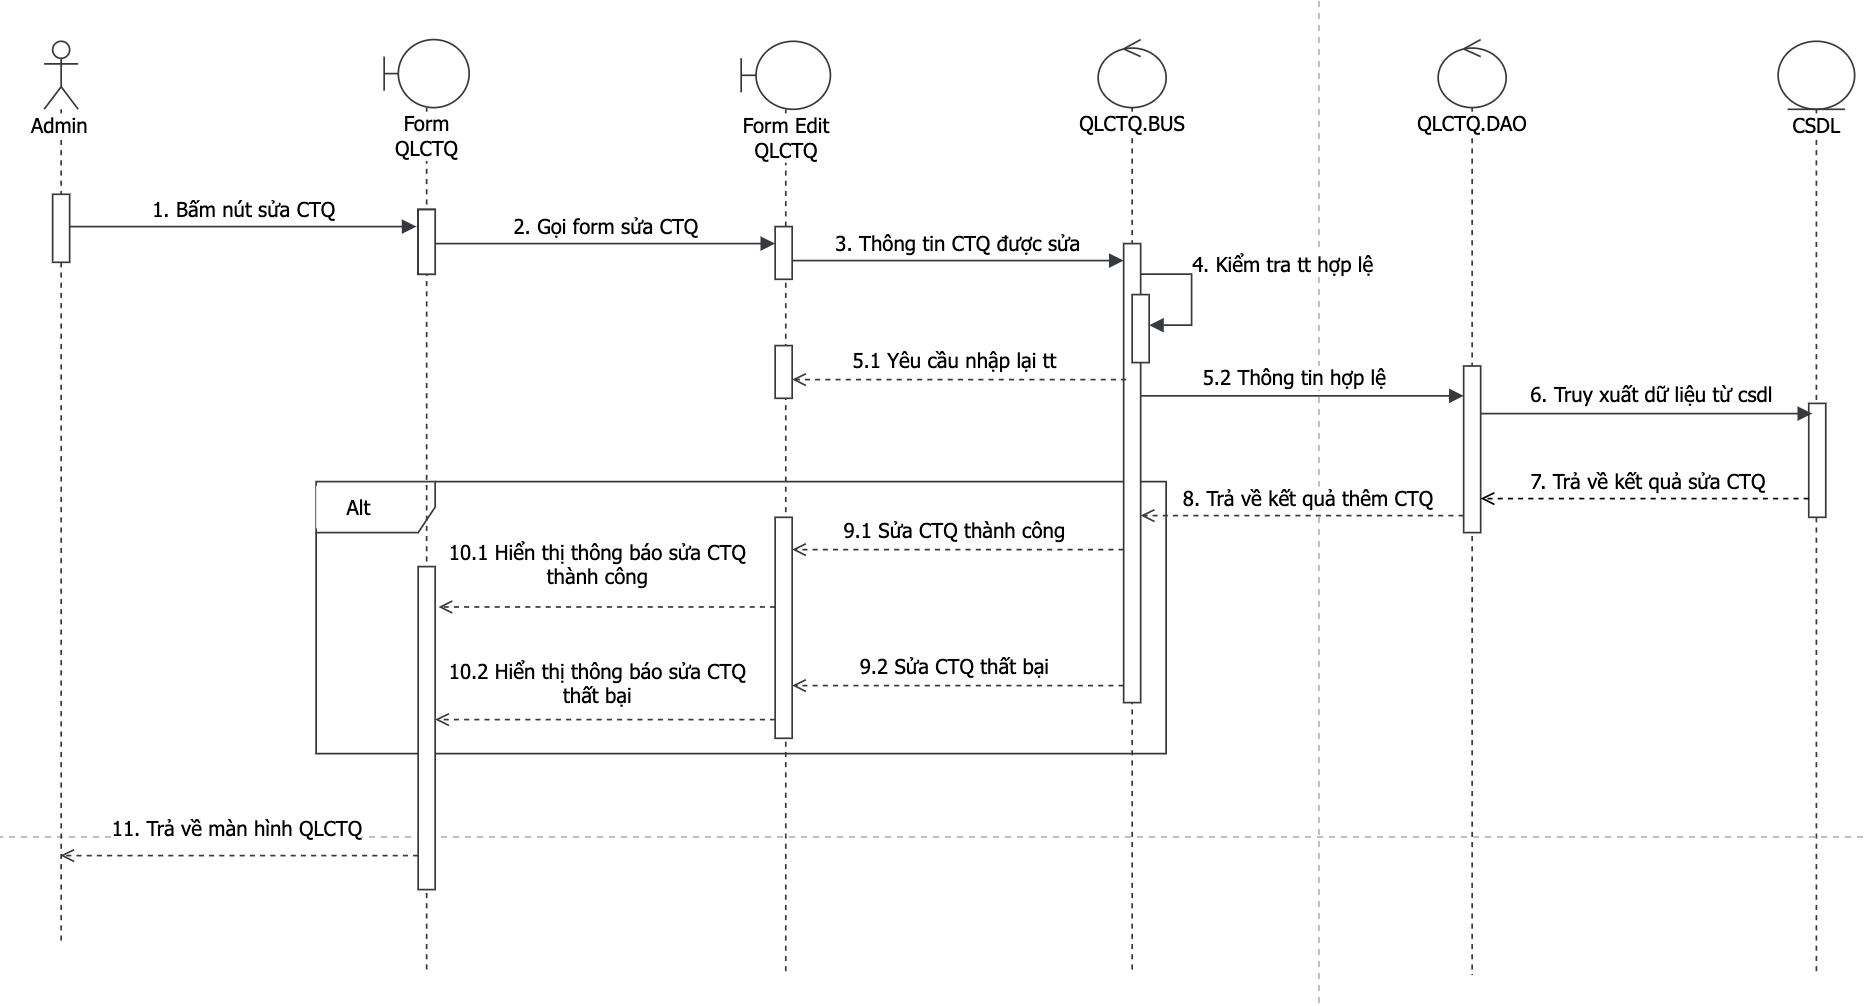 Admin
Form
QLCTQ
Form Edit
QLCTQ
QLCTQ.BUS
QLCTQ.DAO
CSDL
1. Bấm nút sửa CTQ
2. Gọi form sửa CTQ
3. Thông tin CTQ được sửa
4. Kiểm tra tt hợp lệ
5.1 Yêu cầu nhập lại tt
5.2 Thông tin hợp lệ
6. Truy xuất dữ liệu từ csdl
7. Trả về kết quả sửa CTQ
8. Trả về kết quả thêm CTQ
Alt
9.1 Sửa CTQ thành công
10.1 Hiển thị thông báo sửa CTQ
thành công
9.2 Sửa CTQ thất bại
10.2 Hiển thị thông báo sửa CTQ
thất bại
11. Trả về màn hình QLCTQ